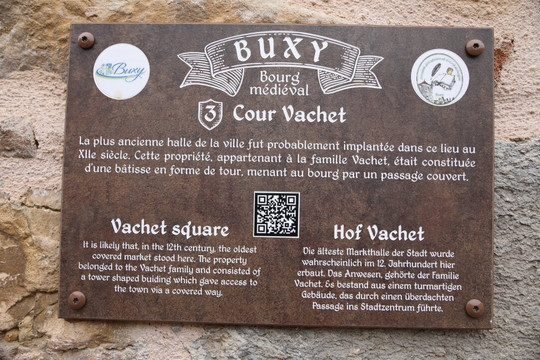 BUXY
Buxy
Bourg
médiéval
3 Cour Vachet
La plus ancienne halle de la ville fut probablement implantée dans ce lieu au
XIIe siècle. Cette propriété, appartenant à la famille Vachet, était constituée
d'une bâtisse en forme de tour, menant au bourg par un passage couvert.
Vachet square
It is likely that, in the 12th century, the oldest
covered market stood here. The property
belonged to the Vachet family and consisted of
a tower shaped buiding which gave access to
the town via a covered way.
Hof Vachet
Die älteste Markthalle der Stadt wurde
wahrscheinlich im 12. Jahrhundert hier
erbaut. Das Anwesen, gehörte der Familie
Vachet. Es bestand aus einem turmartigen
Gebäude, das durch einen überdachten
Passage ins Stadtzentrum führte.